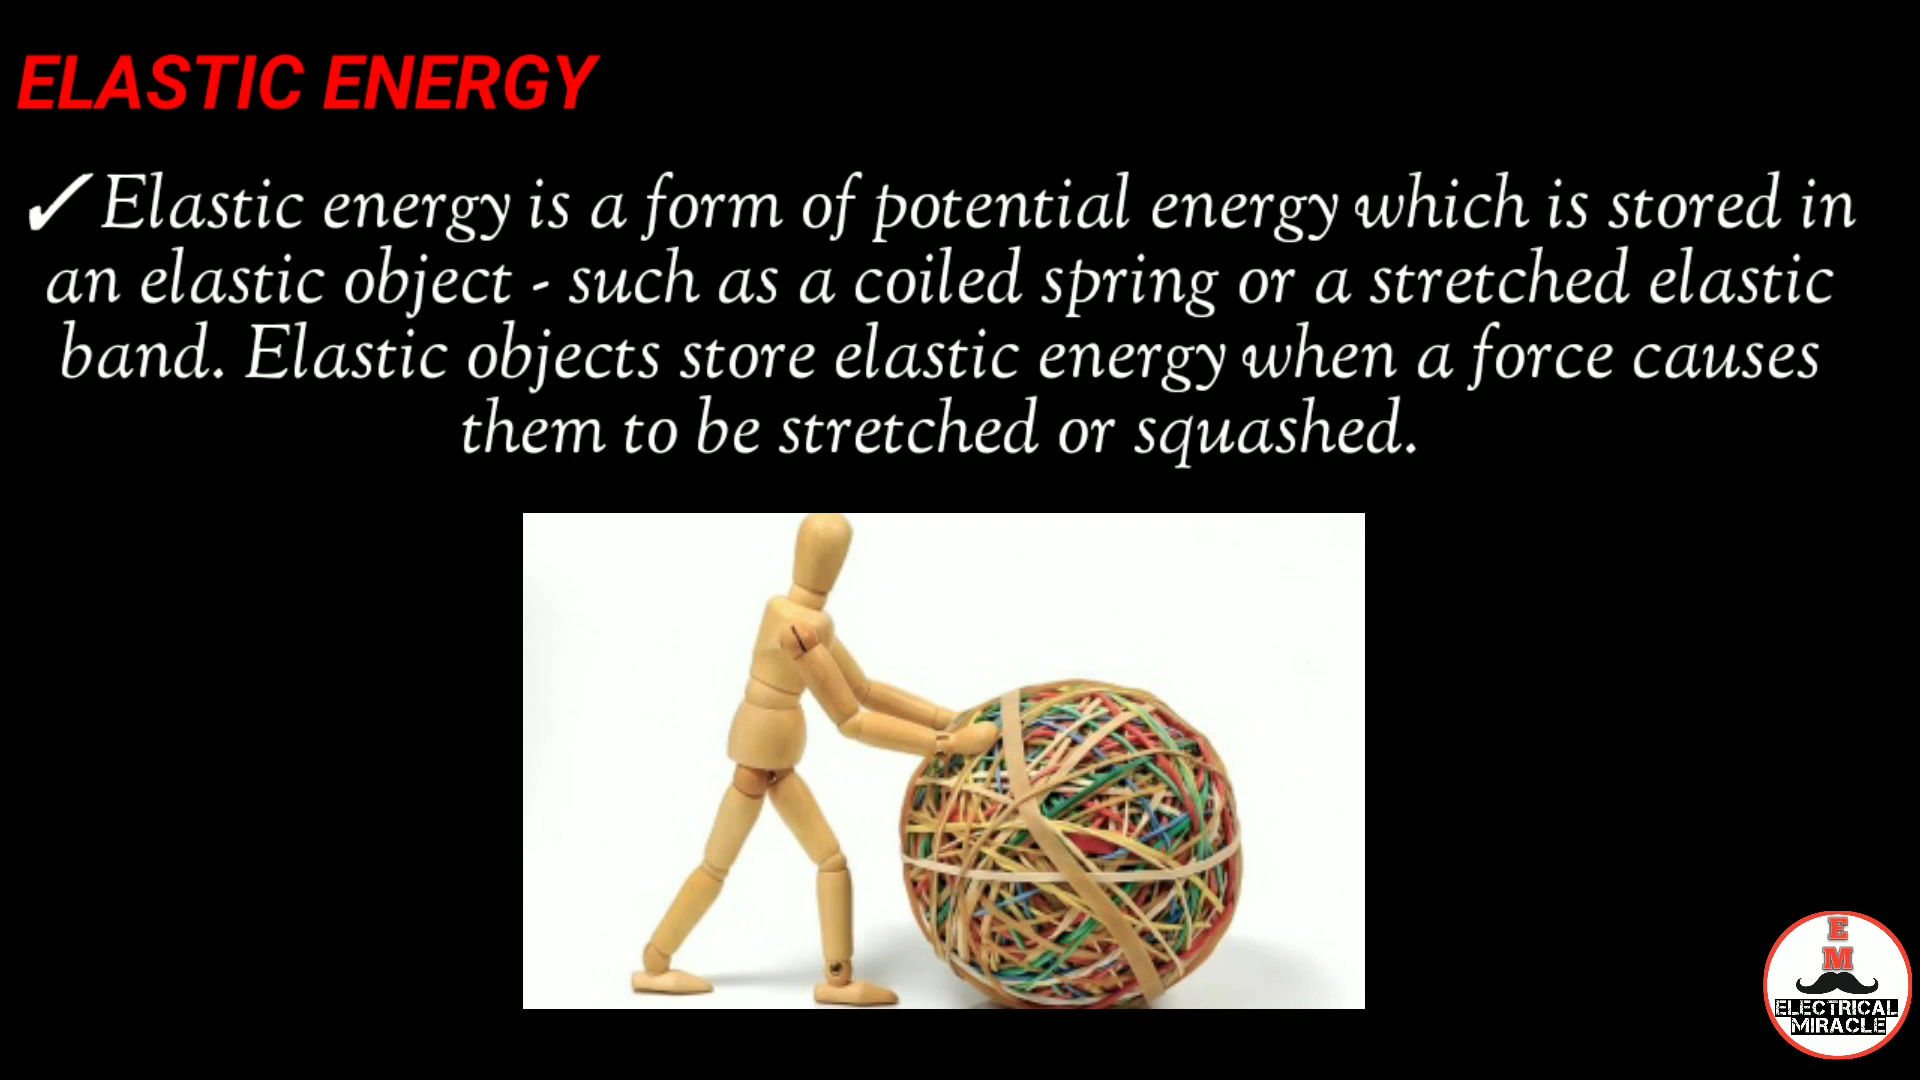 ELASTIC ENERGY
✓Elastic energy is a form of potential energy which is stored in
an elastic object - such as a coiled spring or a stretched elastic
band. Elastic objects store elastic energy when a force causes
them to be stretched or squashed.
E
M
ELECTRICAL
MIRACLE